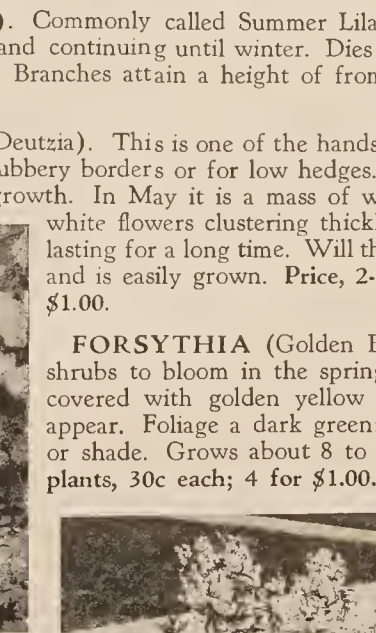 ). Commonly called Summer Lila
and continuing until winter. Dies
Branches attain a height of from
Deutzia). This is one of the hands
ubbery borders or for low hedges.
rowth. In May it is a mass of w
white flowers clustering thickl
lasting for a long time. Will th
and is easily grown. Price, 2-
$1.00.
FORSYTHIA (Golden B
shrubs to bloom in the spring
covered with golden yellow
appear. Foliage a dark green
or shade. Grows about 8 to
plants, 30c each; 4 for $1.00.